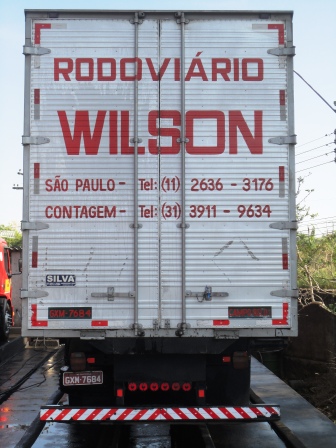 RODOVIÁRIO
WILSON
SÃO PAULO - Tel: (11) 2636 - 3176
CONTAGEM - Tel: (31) 3911 - 9634
SILVA
GXM-7684
GXM-7684